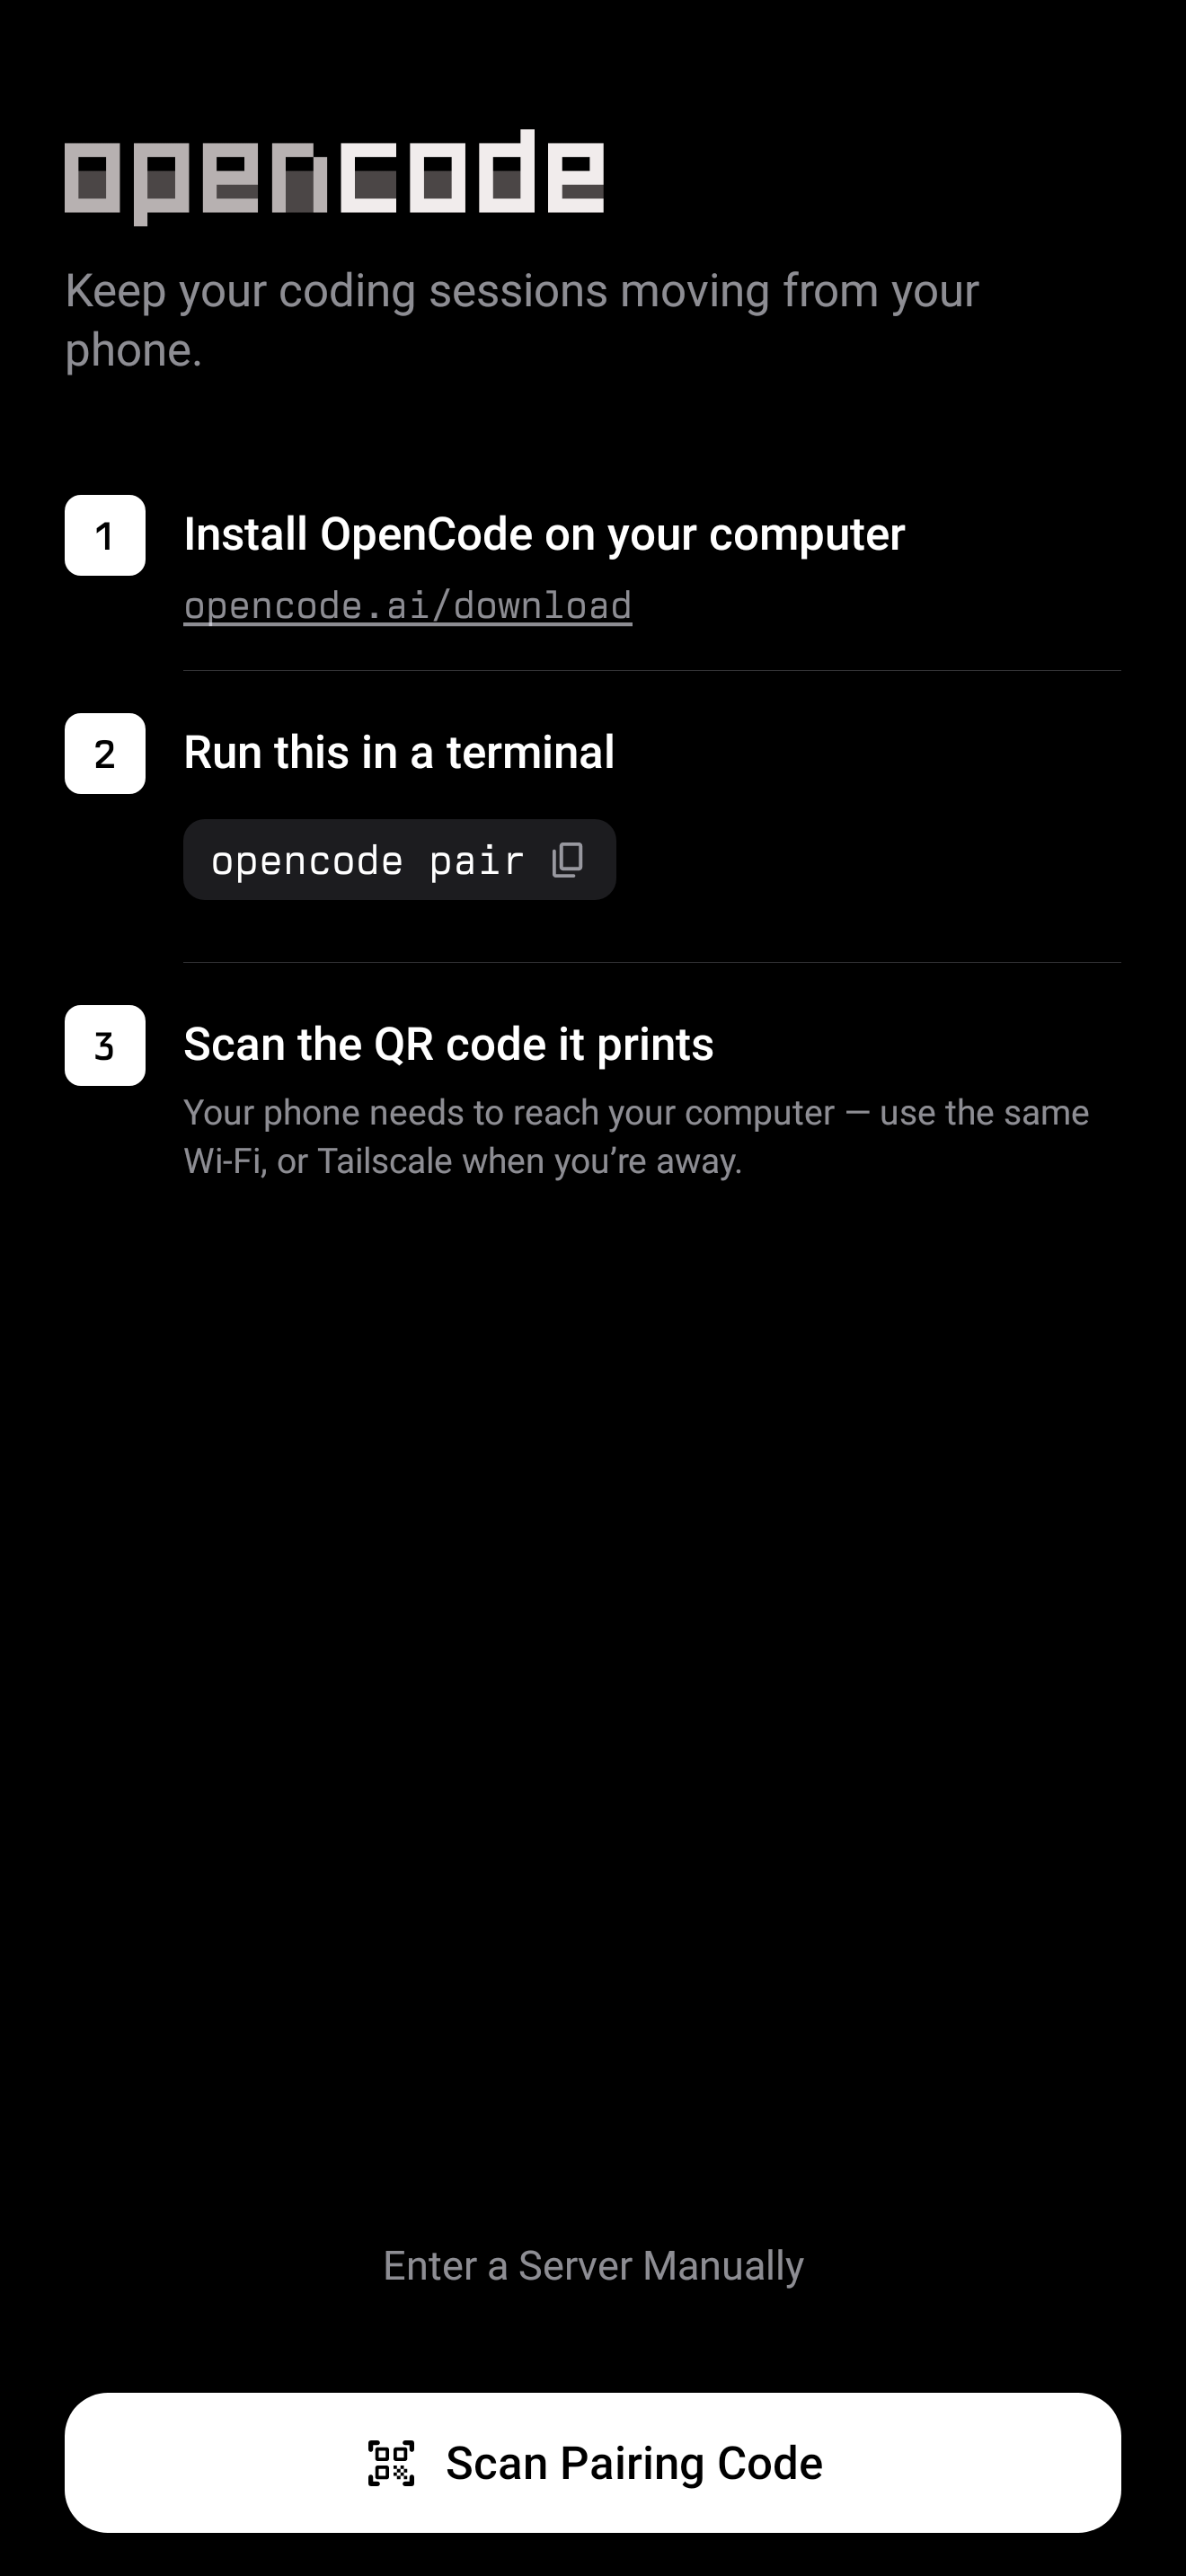 opencode
Keep your coding sessions moving from your
phone.
1
Install OpenCode on your computer
opencode.ai/download
2
Run this in a terminal
opencode pair
3
Scan the QR code it prints
Your phone needs to reach your computer — use the same
Wi-Fi, or Tailscale when you’re away.
Enter a Server Manually
Scan Pairing Code